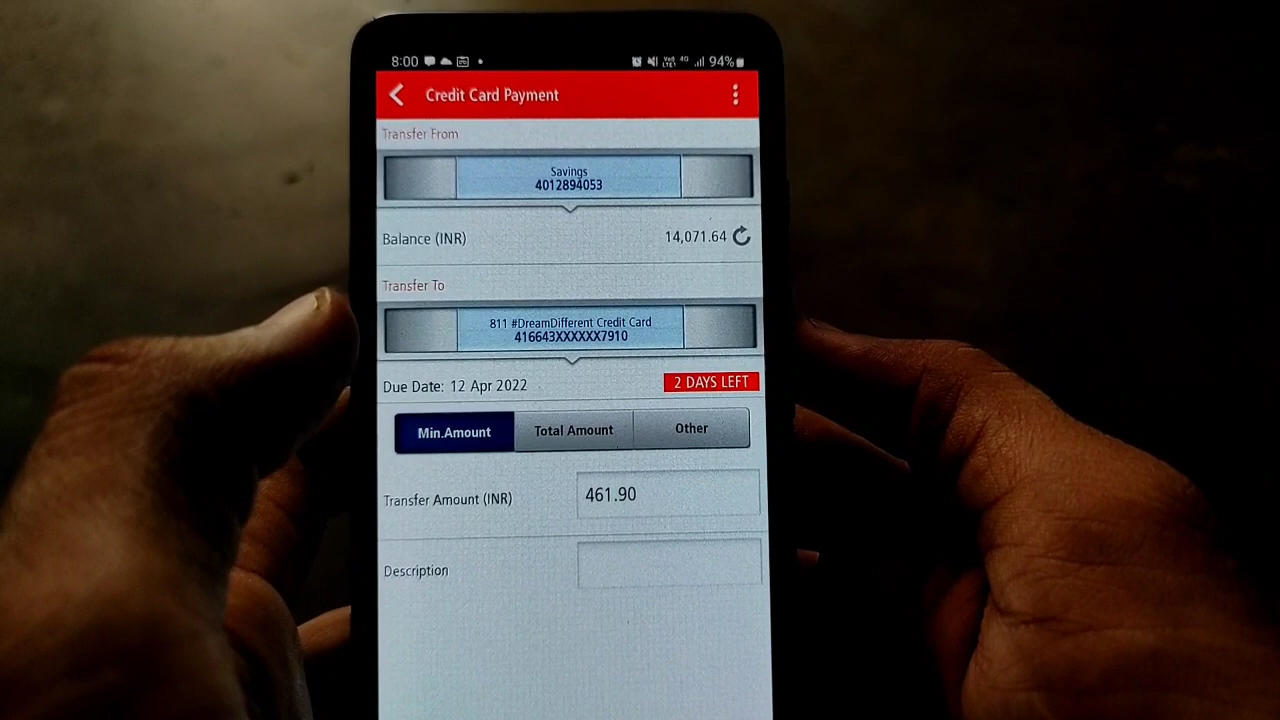 8:00 94%
Credit Card Payment
Transfer From
Savings
4012894053
Balance (INR) 14,071.64
Transfer To
811 #DreamDifferent Credit Card
416643XXXXXX7910
Due Date: 12 Apr 2022 2 DAYS LEFT
Min.Amount Total Amount Other
Transfer Amount (INR) 461.90
Description